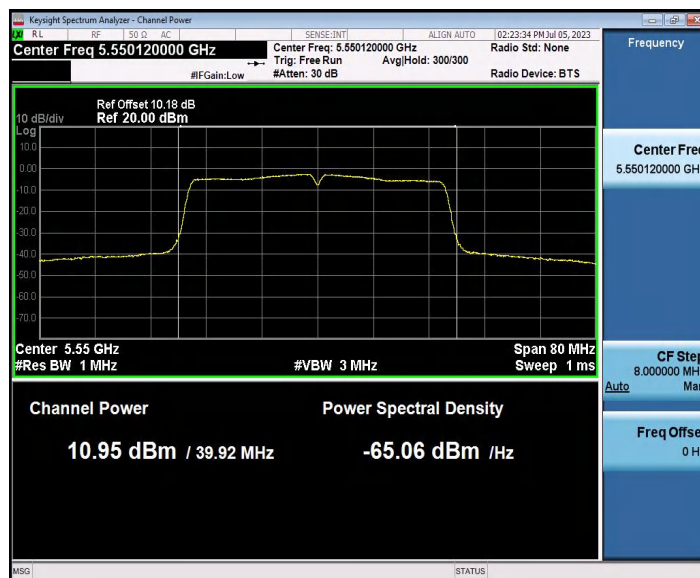 Keysight Spectrum Analyzer - Channel Power
LXI RL RF 50 Ω AC SENSE:INT ALIGN AUTO 02:23:34 PM Jul 05, 2023
Center Freq 5.550120000 GHz
Center Freq: 5.550120000 GHz
Radio Std: None
Trig: Free Run Avg|Hold: 300/300
#IFGain:Low #Atten: 30 dB Radio Device: BTS
Ref Offset 10.18 dB
10 dB/div Ref 20.00 dBm
Log
10.0
0.00
-10.0
-20.0
-30.0
-40.0
-50.0
-60.0
-70.0
Center 5.55 GHz Span 80 MHz
#Res BW 1 MHz #VBW 3 MHz Sweep 1 ms
Channel Power Power Spectral Density
10.95 dBm / 39.92 MHz -65.06 dBm /Hz
MSG STATUS
Frequency
Center Freq
5.550120000 GH
CF Step
8.000000 MH
Auto Man
Freq Offse
0 H